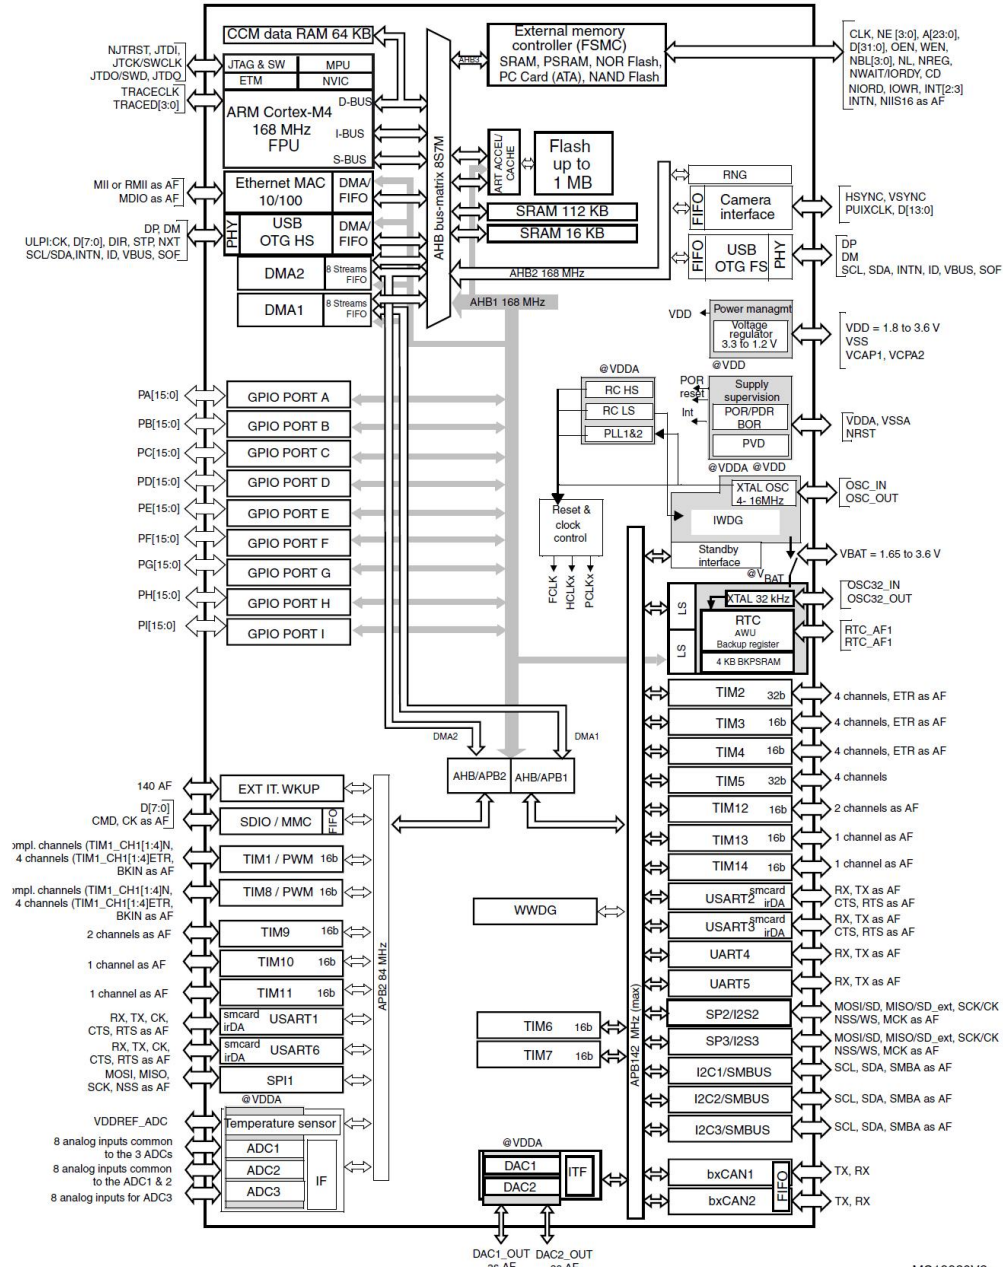 CCM data RAM 64 KB
NJTRST, JTDI,
JTCK/SWCLK
JTDO/SWD, JTDO
TRACECLK
TRACED[3:0]
JTAG & SW
MPU
ETM
NVIC
ARM Cortex-M4
168 MHz
FPU
D-BUS
I-BUS
S-BUS
MII or RMII as AF
MDIO as AF
Ethernet MAC
10/100
DMA/
FIFO
DP, DM
ULPI:CK, D[7:0], DIR, STP, NXT
SCL/SDA,INTN, ID, VBUS, SOF
PHY
USB
OTG HS
DMA/
FIFO
DMA2
8 Streams
FIFO
DMA1
8 Streams
FIFO
AHB bus-matrix 8S7M
AHB3
External memory
controller (FSMC)
SRAM, PSRAM, NOR Flash,
PC Card (ATA), NAND Flash
CLK, NE [3:0], A[23:0],
D[31:0], OEN, WEN,
NBL[3:0], NL, NREG,
NWAIT/IORDY, CD
NIORD, IOWR, INT[2:3]
INTN, NIIS16 as AF
ART ACCEL/
CACHE
Flash
up to
1 MB
SRAM 112 KB
SRAM 16 KB
AHB2 168 MHz
AHB1 168 MHz
RNG
FIFO
Camera
interface
HSYNC, VSYNC
PUIXCLK, D[13:0]
FIFO
USB
OTG FS
PHY
DP
DM
SCL, SDA, INTN, ID, VBUS, SOF
VDD
Power managmt
Voltage
regulator
3.3 to 1.2 V
@VDD
VDD = 1.8 to 3.6 V
VSS
VCAP1, VCPA2
@VDDA
RC HS
RC LS
PLL1&2
POR
reset
Int
Supply
supervision
POR/PDR
BOR
PVD
@VDDA @VDD
VDDA, VSSA
NRST
XTAL OSC
4- 16MHz
OSC_IN
OSC_OUT
IWDG
Reset &
clock
control
FCLK
HCLKx
PCLKx
Standby
interface
VBAT = 1.65 to 3.6 V
@VBAT
LS
LS
XTAL 32 kHz
OSC32_IN
OSC32_OUT
RTC
AWU
Backup register
4 KB BKPSRAM
RTC_AF1
RTC_AF1
PA[15:0]
GPIO PORT A
PB[15:0]
GPIO PORT B
PC[15:0]
GPIO PORT C
PD[15:0]
GPIO PORT D
PE[15:0]
GPIO PORT E
PF[15:0]
GPIO PORT F
PG[15:0]
GPIO PORT G
PH[15:0]
GPIO PORT H
PI[15:0]
GPIO PORT I
DMA2
DMA1
AHB/APB2
AHB/APB1
140 AF
EXT IT. WKUP
D[7:0]
CMD, CK as AF
SDIO / MMC
FIFO
ompl. channels (TIM1_CH1[1:4]N,
4 channels (TIM1_CH1[1:4]ETR,
BKIN as AF
TIM1 / PWM 16b
ompl. channels (TIM1_CH1[1:4]N,
4 channels (TIM1_CH1[1:4]ETR,
BKIN as AF
TIM8 / PWM 16b
2 channels as AF
TIM9 16b
1 channel as AF
TIM10 16b
1 channel as AF
TIM11 16b
RX, TX, CK,
CTS, RTS as AF
smcard
irDA
USART1
RX, TX, CK,
CTS, RTS as AF
smcard
irDA
USART6
MOSI, MISO,
SCK, NSS as AF
SPI1
@VDDA
VDDREF_ADC
Temperature sensor
8 analog inputs common
to the 3 ADCs
ADC1
8 analog inputs common
to the ADC1 & 2
ADC2
8 analog inputs for ADC3
ADC3
IF
APB2 84 MHz
WWDG
TIM6 16b
TIM7 16b
@VDDA
DAC1
DAC2
ITF
DAC1_OUT
DAC2_OUT
APB142 MHz (max)
TIM2 32b
4 channels, ETR as AF
TIM3 16b
4 channels, ETR as AF
TIM4 16b
4 channels, ETR as AF
TIM5 32b
4 channels
TIM12 16b
2 channels as AF
TIM13 16b
1 channel as AF
TIM14 16b
1 channel as AF
USART2
smcard
irDA
RX, TX as AF
CTS, RTS as AF
USART3
smcard
irDA
RX, TX as AF
CTS, RTS as AF
UART4
RX, TX as AF
UART5
RX, TX as AF
SP2/I2S2
MOSI/SD, MISO/SD_ext, SCK/CK
NSS/WS, MCK as AF
SP3/I2S3
MOSI/SD, MISO/SD_ext, SCK/CK
NSS/WS, MCK as AF
I2C1/SMBUS
SCL, SDA, SMBA as AF
I2C2/SMBUS
SCL, SDA, SMBA as AF
I2C3/SMBUS
SCL, SDA, SMBA as AF
bxCAN1
TX, RX
bxCAN2
TX, RX
FIFO